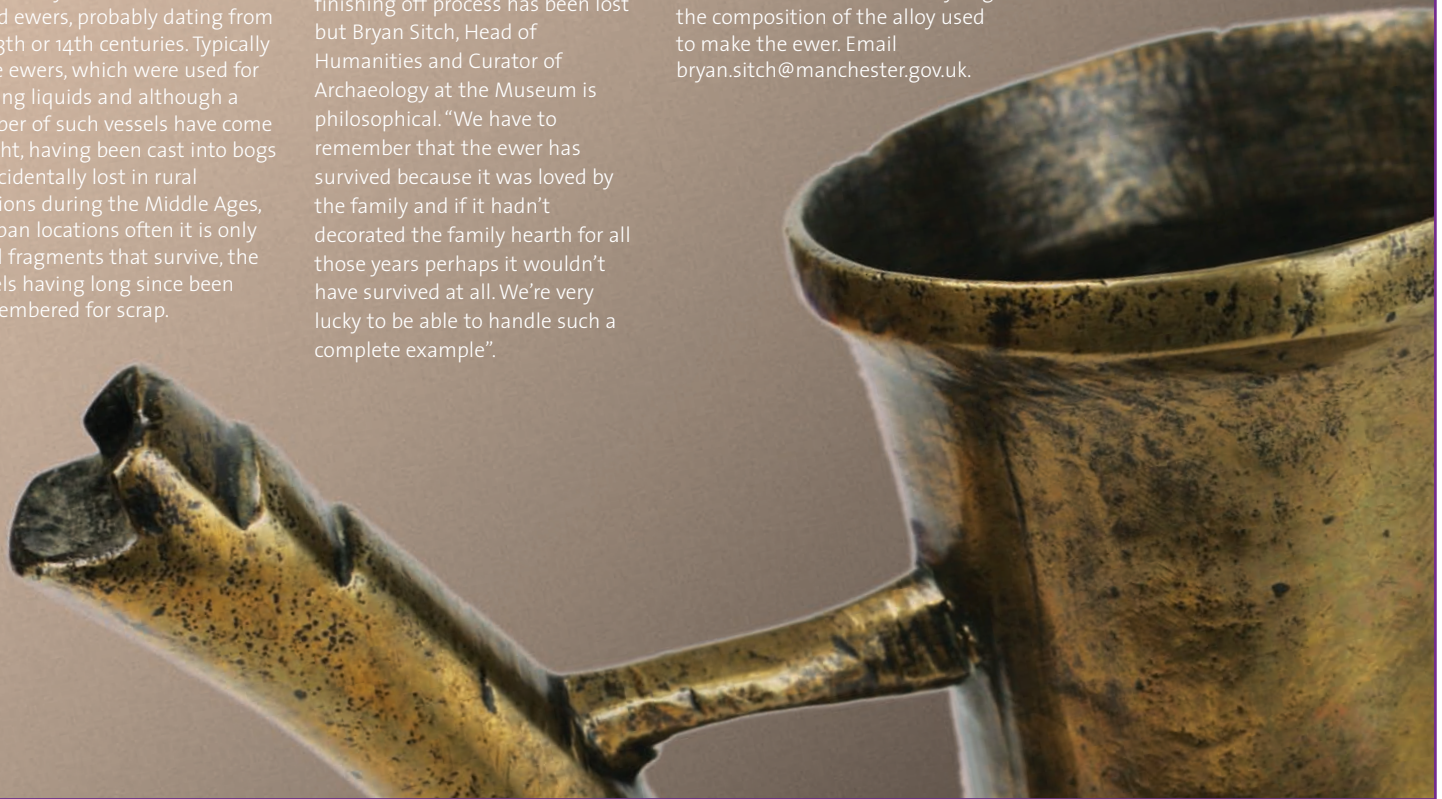 d ewers, probably dating from
3th or 14th centuries. Typically
e ewers, which were used for
ng liquids and although a
ber of such vessels have come
ht, having been cast into bogs
cidentally lost in rural
ions during the Middle Ages,
ban locations often it is only
l fragments that survive, the
els having long since been
embered for scrap.
finishing off process has been lost
but Bryan Sitch, Head of
Humanities and Curator of
Archaeology at the Museum is
philosophical. “We have to
remember that the ewer has
survived because it was loved by
the family and if it hadn’t
decorated the family hearth for all
those years perhaps it wouldn’t
have survived at all. We’re very
lucky to be able to handle such a
complete example”.
the composition of the alloy used
to make the ewer. Email
bryan.sitch@manchester.gov.uk.